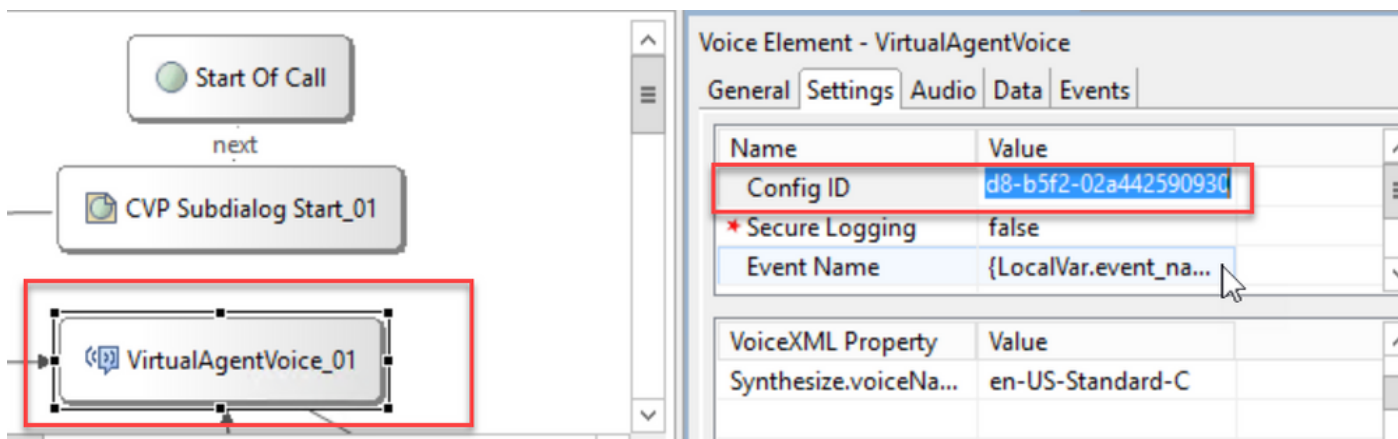 Start Of Call
next
CVP Subdialog Start_01
VirtualAgentVoice_01
Voice Element - VirtualAgentVoice
General Settings Audio Data Events
Name Value
Config ID d8-b5f2-02a442590930
* Secure Logging false
Event Name {LocalVar.event_na...
VoiceXML Property Value
Synthesize.voiceNa... en-US-Standard-C